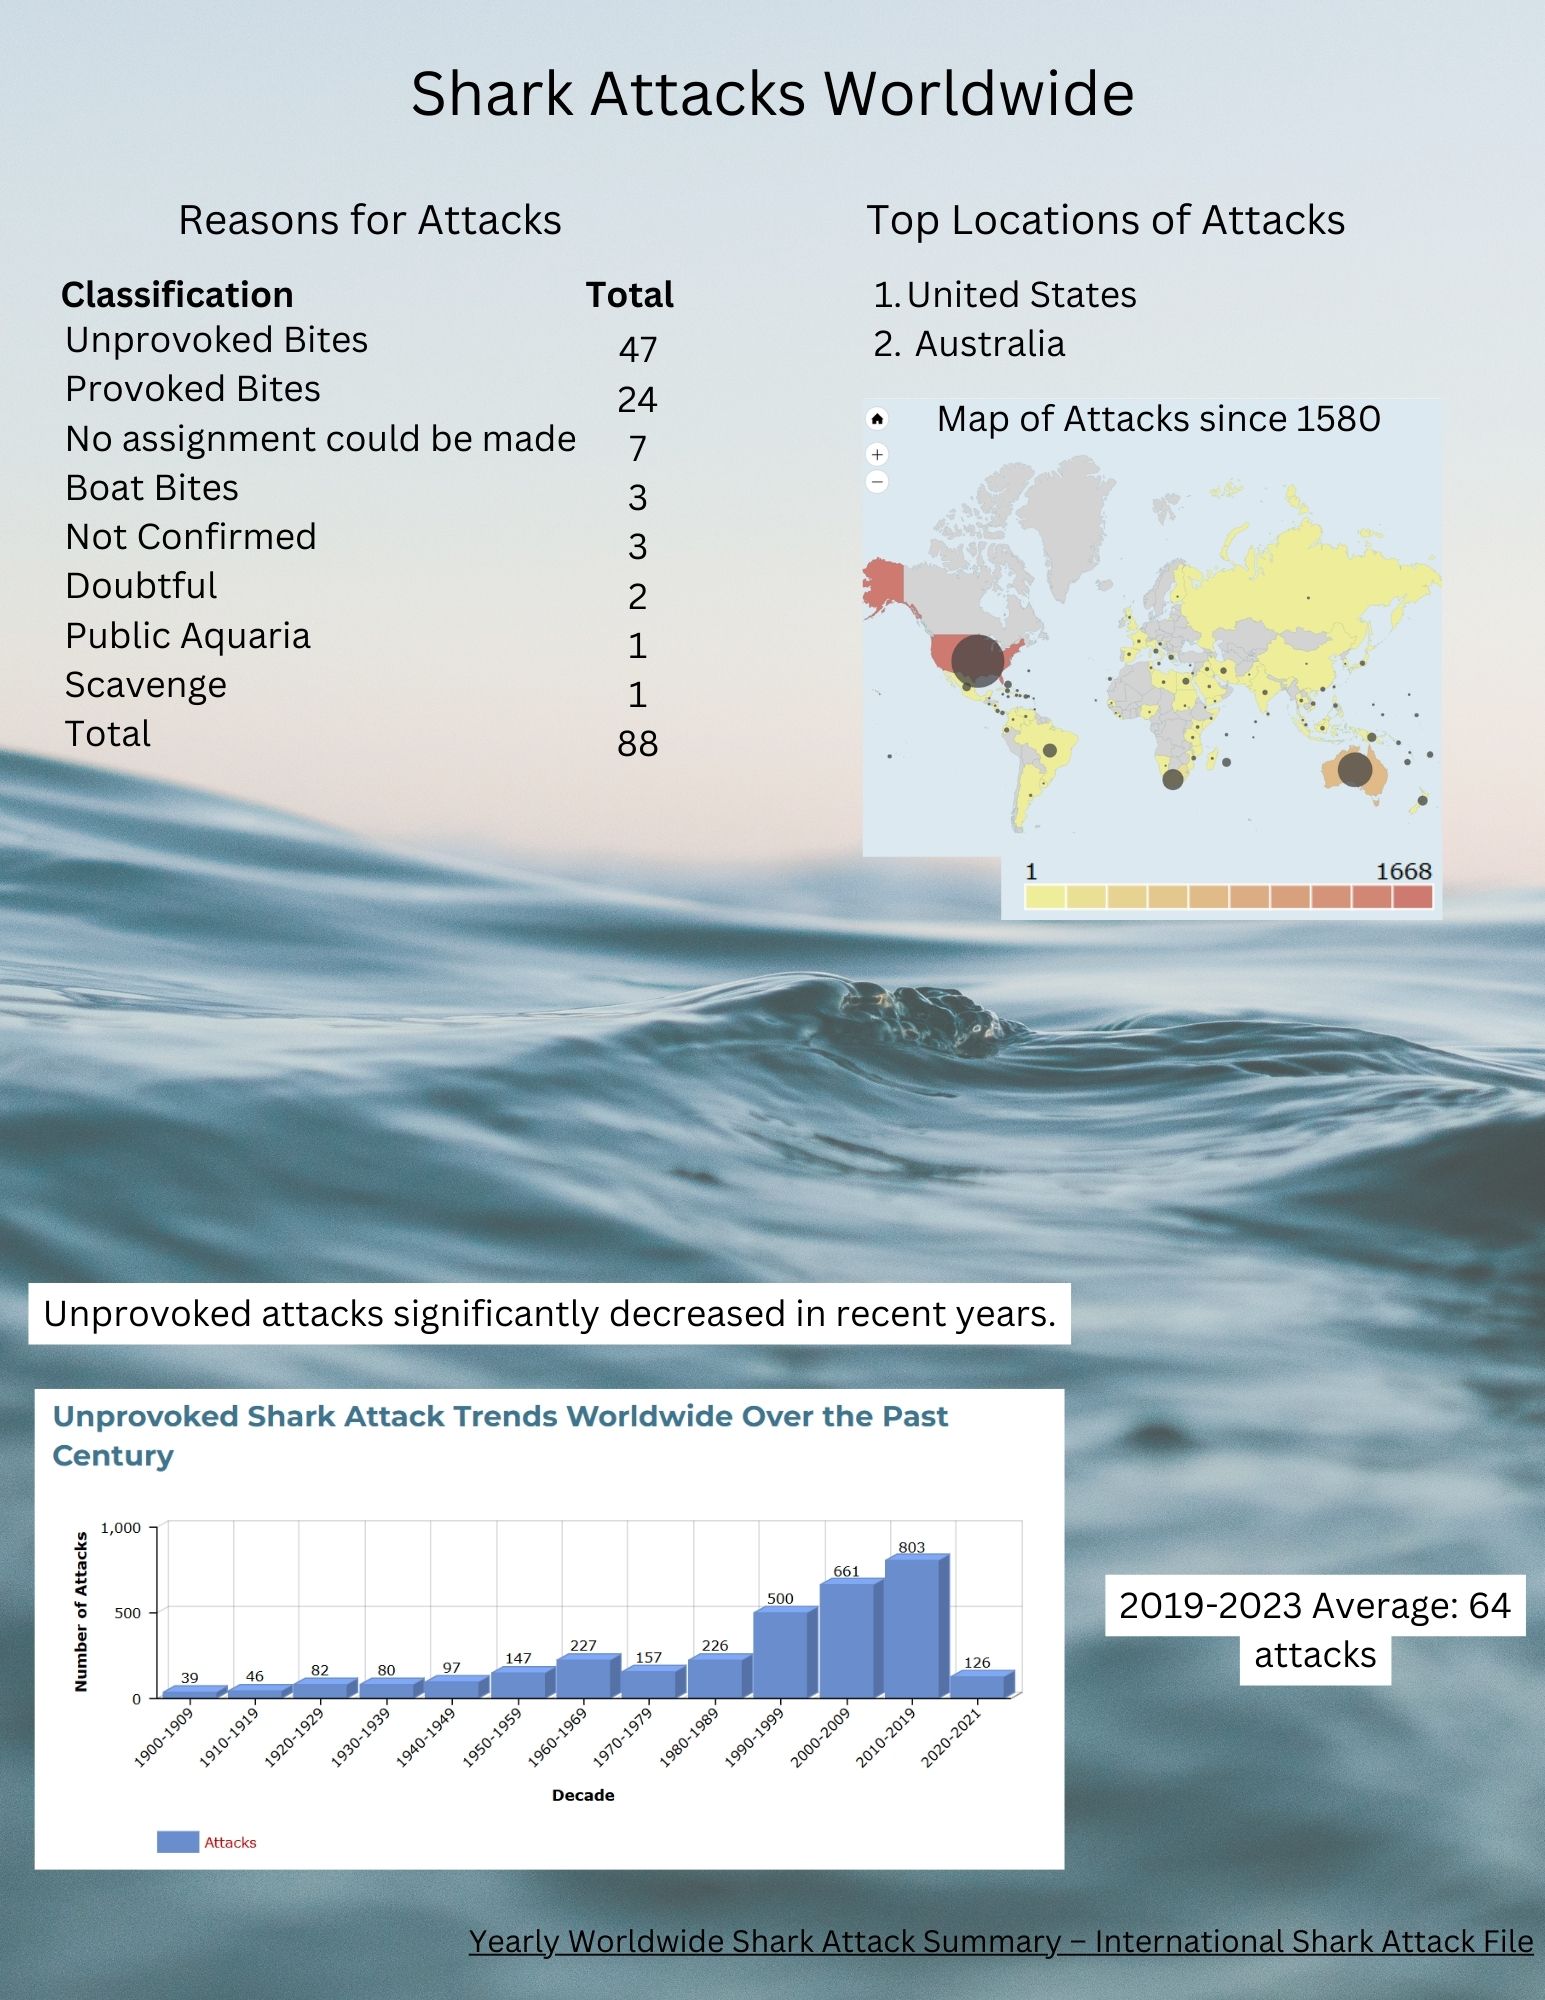 Shark Attacks Worldwide
Reasons for Attacks
Classification Total
Unprovoked Bites 47
Provoked Bites 24
No assignment could be made 7
Boat Bites 3
Not Confirmed 3
Doubtful 2
Public Aquaria 1
Scavenge 1
Total 88
Top Locations of Attacks
1. United States
2. Australia
Map of Attacks since 1580
+
−
1 1668
Unprovoked attacks significantly decreased in recent years.
Unprovoked Shark Attack Trends Worldwide Over the Past
Century
Number of Attacks
1,000
500
0
39 46 82 80 97 147 227 157 226 500 661 803 126
1900-1909 1910-1919 1920-1929 1930-1939 1940-1949 1950-1959 1960-1969 1970-1979 1980-1989 1990-1999 2000-2009 2010-2019 2020-2021
Decade
Attacks
2019-2023 Average: 64
attacks
Yearly Worldwide Shark Attack Summary – International Shark Attack File